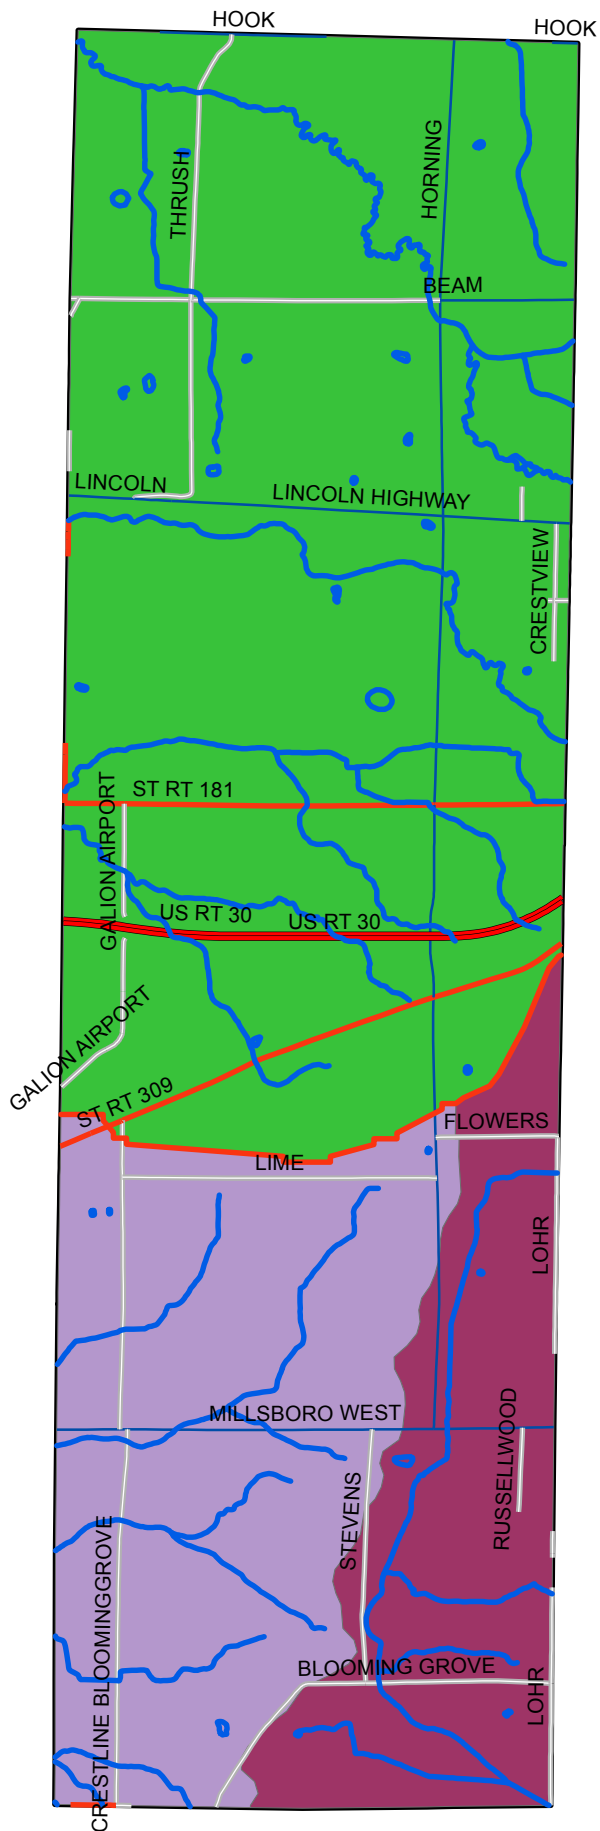 HOOK
HOOK
THRUSH
HORNING
BEAM
LINCOLN
LINCOLN HIGHWAY
CRESTVIEW
ST RT 181
GALION AIRPORT
US RT 30
US RT 30
GALION AIRPORT
ST RT 309
FLOWERS
LIME
LOHR
MILLSBORO WEST
RUSSELLWOOD
STEVENS
CRESTLINE BLOOMINGGROVE
BLOOMING GROVE
LOHR